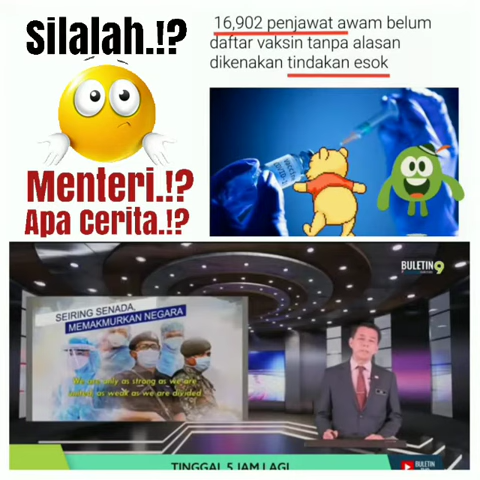 Silalah.!?
Menteri.!?
Apa Cerita.!?
16,902 penjawat awam belum
daftar vaksin tanpa alasan
dikenakan tindakan esok
BULETIN 9
SEIRING SENADA,
MEMAKMURKAN NEGARA
We are only as strong as we are
united, as weak as we are divided
TINGGAL 5 JAM LAGI
BULETIN